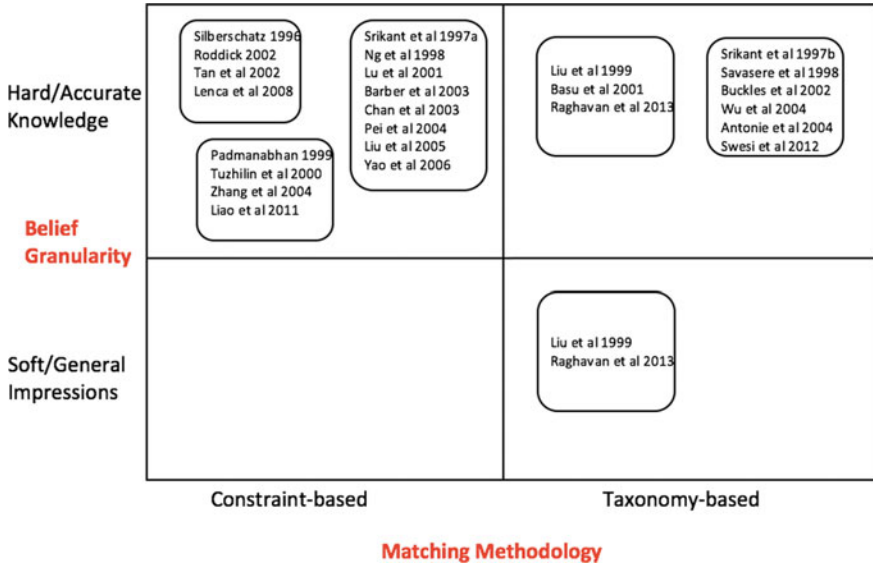 Hard/Accurate
Knowledge
Silberschatz 1996
Roddick 2002
Tan et al 2002
Lenca et al 2008
Padmanabhan 1999
Tuzhilin et al 2000
Zhang et al 2004
Liao et al 2011
Srikant et al 1997a
Ng et al 1998
Lu et al 2001
Barber et al 2003
Chan et al 2003
Pei et al 2004
Liu et al 2005
Yao et al 2006
Liu et al 1999
Basu et al 2001
Raghavan et al 2013
Srikant et al 1997b
Savasere et al 1998
Buckles et al 2002
Wu et al 2004
Antonie et al 2004
Swesi et al 2012
Belief
Granularity
Soft/General
Impressions
Liu et al 1999
Raghavan et al 2013
Constraint-based
Taxonomy-based
Matching Methodology